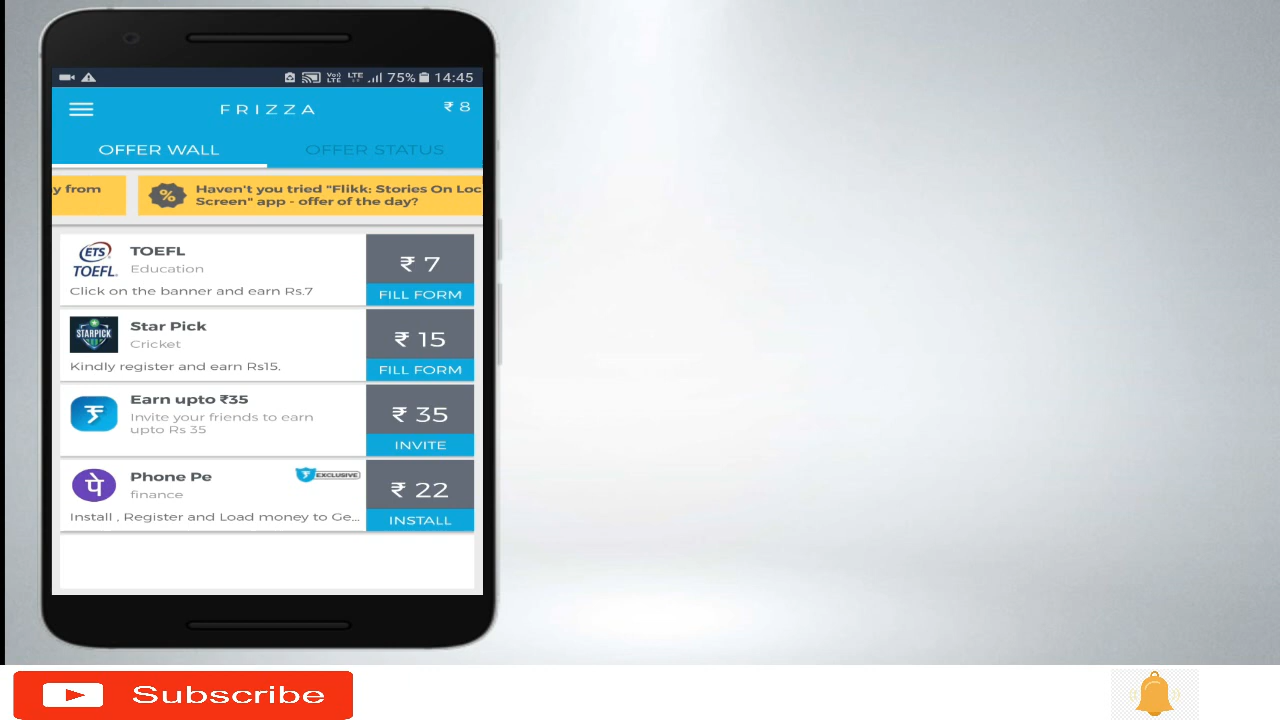 VoI) LTE LTE 75% 14:45
FRIZZA ₹ 8
OFFER WALL OFFER STATUS
y from
Haven't you tried "Flikk: Stories On Loc
Screen" app - offer of the day?
ETS TOEFL.
TOEFL
Education
Click on the banner and earn Rs.7
₹ 7
FILL FORM
STARPICK
Star Pick
Cricket
Kindly register and earn Rs15.
₹ 15
FILL FORM
Earn upto ₹35
Invite your friends to earn
upto Rs 35
₹ 35
INVITE
पे
Phone Pe
EXCLUSIVE
finance
Install , Register and Load money to Ge...
₹ 22
INSTALL
Subscribe